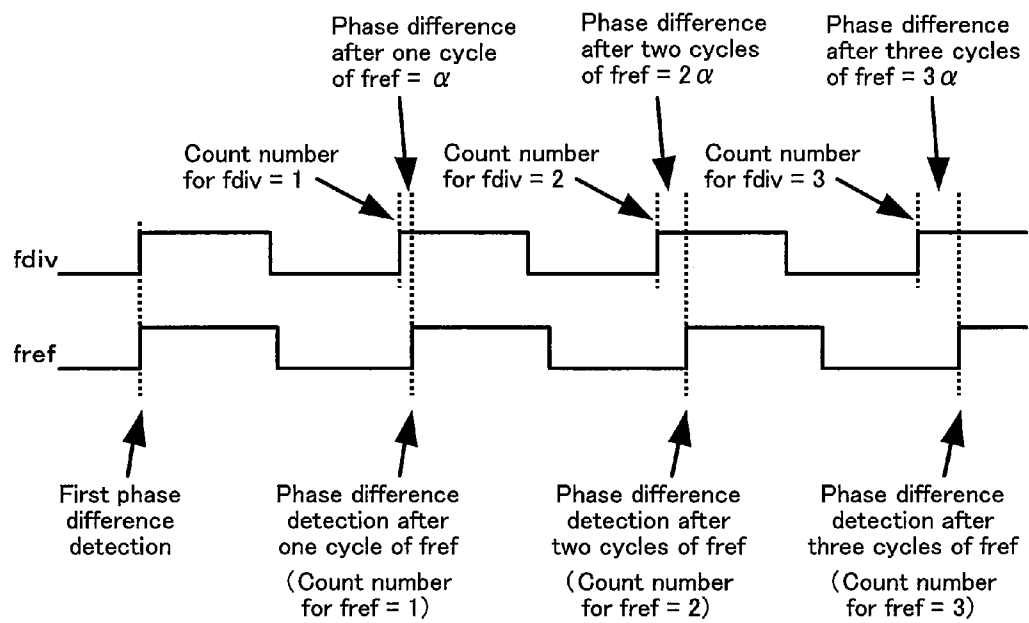 Phase difference
after one cycle
of fref = α
Phase difference
after two cycles
of fref = 2α
Phase difference
after three cycles
of fref = 3α
Count number
for fdiv = 1
Count number
for fdiv = 2
Count number
for fdiv = 3
fdiv
fref
First phase
difference
detection
Phase difference
detection after
one cycle of fref
(Count number
for fref = 1)
Phase difference
detection after
two cycles of fref
(Count number
for fref = 2)
Phase difference
detection after
three cycles of fref
(Count number
for fref = 3)